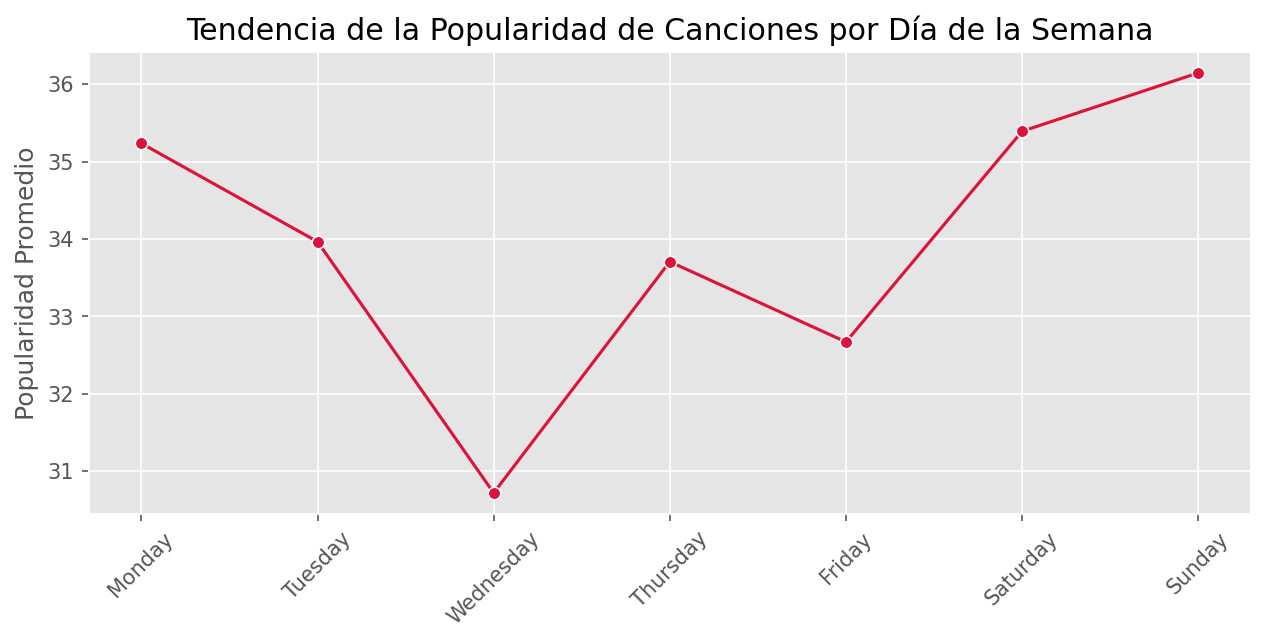 Tendencia de la Popularidad de Canciones por Día de la Semana
Popularidad Promedio
36
35
34
33
32
31
Monday
Tuesday
Wednesday
Thursday
Friday
Saturday
Sunday